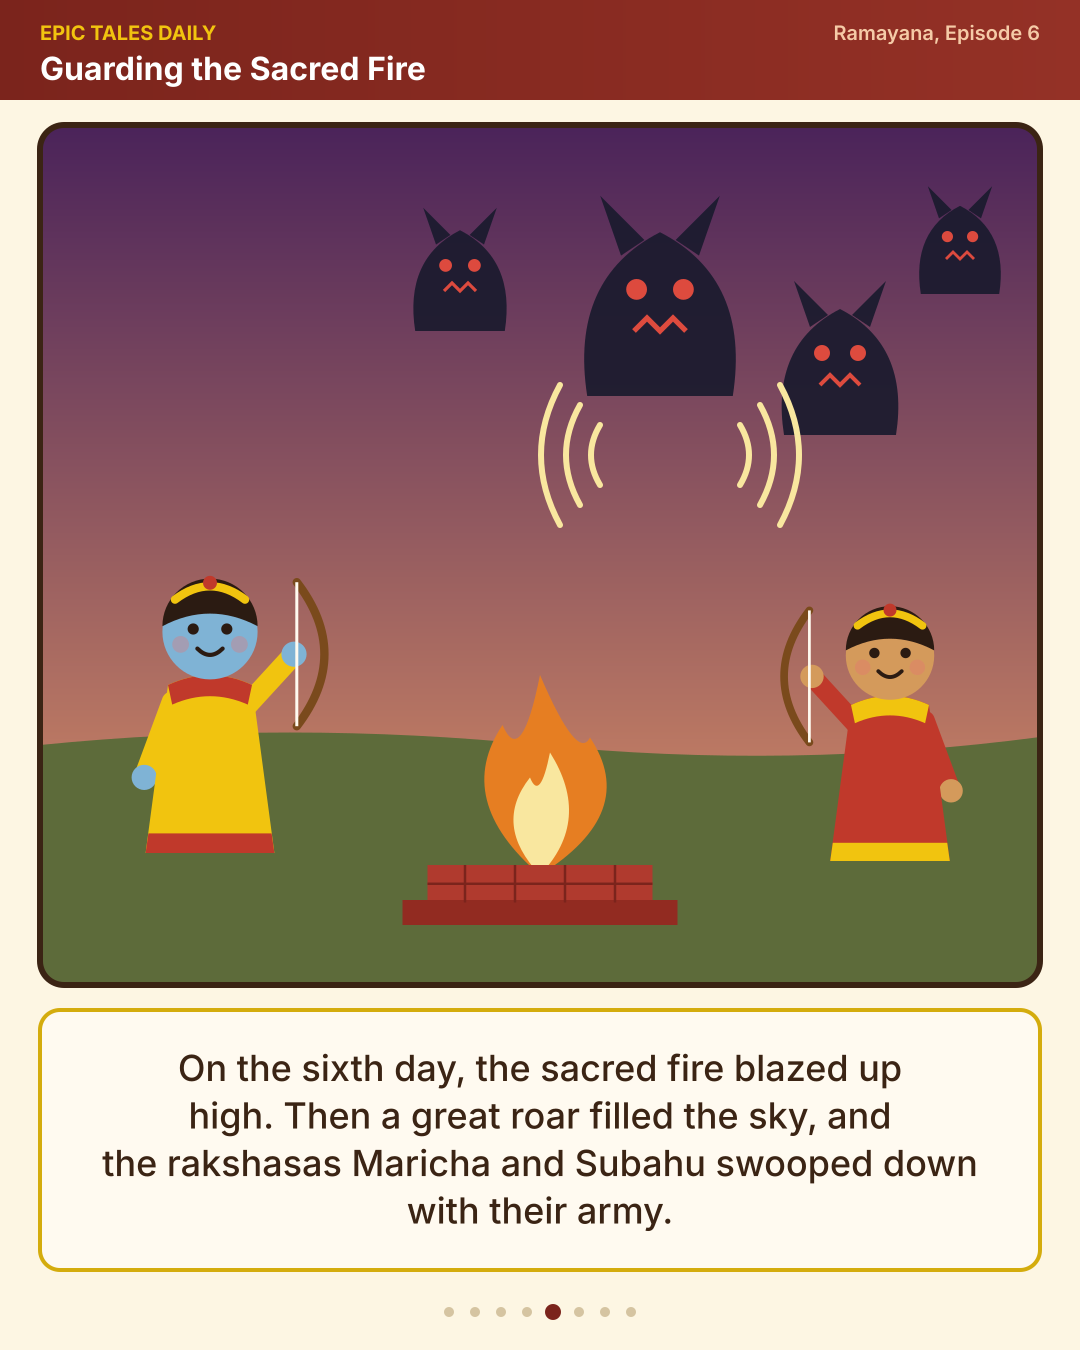 EPIC TALES DAILY
Ramayana, Episode 6
Guarding the Sacred Fire
On the sixth day, the sacred fire blazed up
high. Then a great roar filled the sky, and
the rakshasas Maricha and Subahu swooped down
with their army.